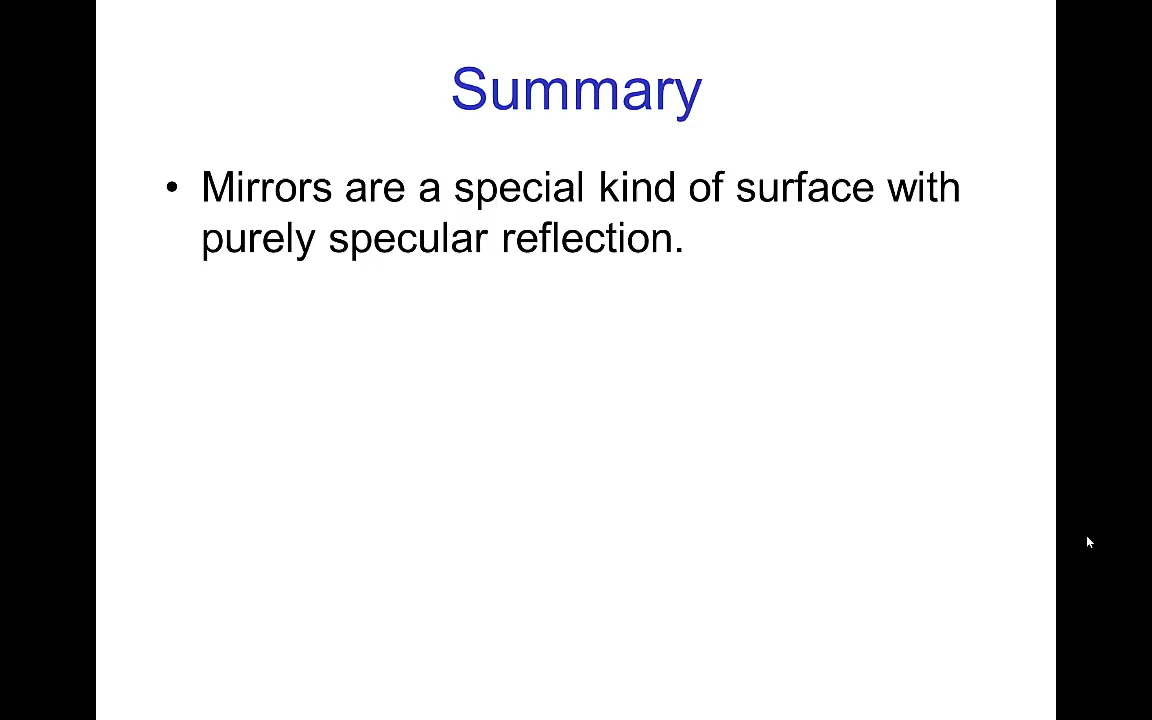 Summary
• Mirrors are a special kind of surface with
purely specular reflection.